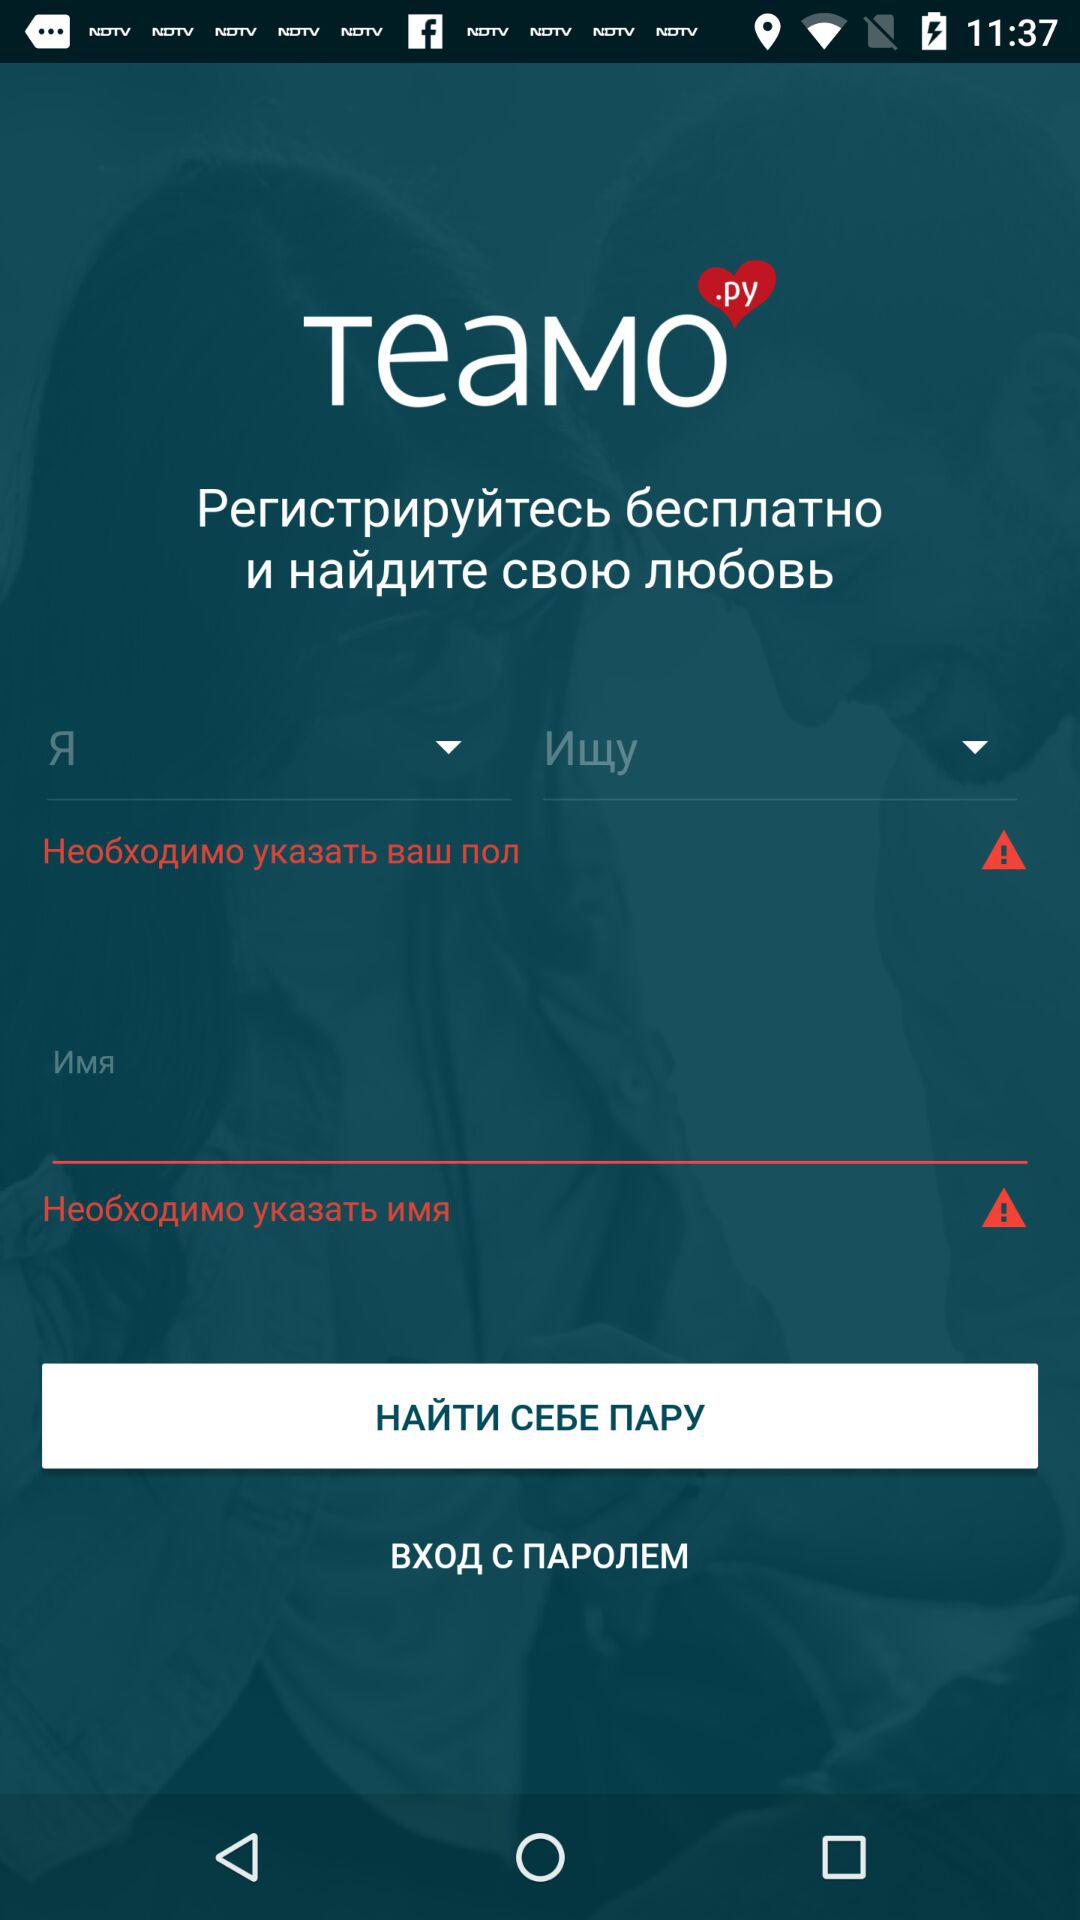 NDTV NDTV NDTV NDTV NDTV NDTV NDTV NDTV NDTV 11:37
теамо.ру
Регистрируйтесь бесплатно
и найдите свою любовь
Я Ищу
Необходимо указать ваш пол
Имя
Необходимо указать имя
НАЙТИ СЕБЕ ПАРУ
ВХОД С ПАРОЛЕМ